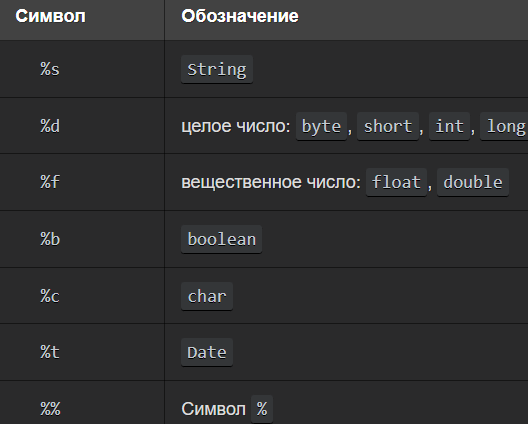 Символ Обозначение
%s String
%d целое число: byte, short, int, long
%f вещественное число: float, double
%b boolean
%c char
%t Date
%% Символ %